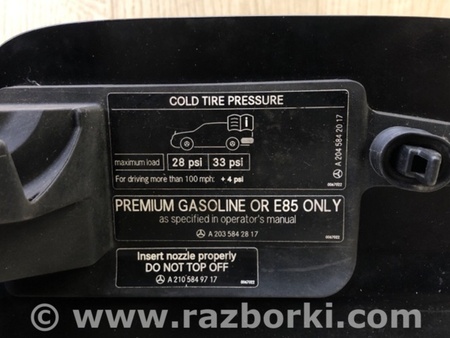 COLD TIRE PRESSURE
maximum load 28 psi 33 psi
For driving more than 100 mph: + 4 psi
A 204 584 20 17
PREMIUM GASOLINE OR E85 ONLY
as specified in operator's manual
A 203 584 28 17
Insert nozzle properly
DO NOT TOP OFF
A 210 584 97 17
© www.razborki.com